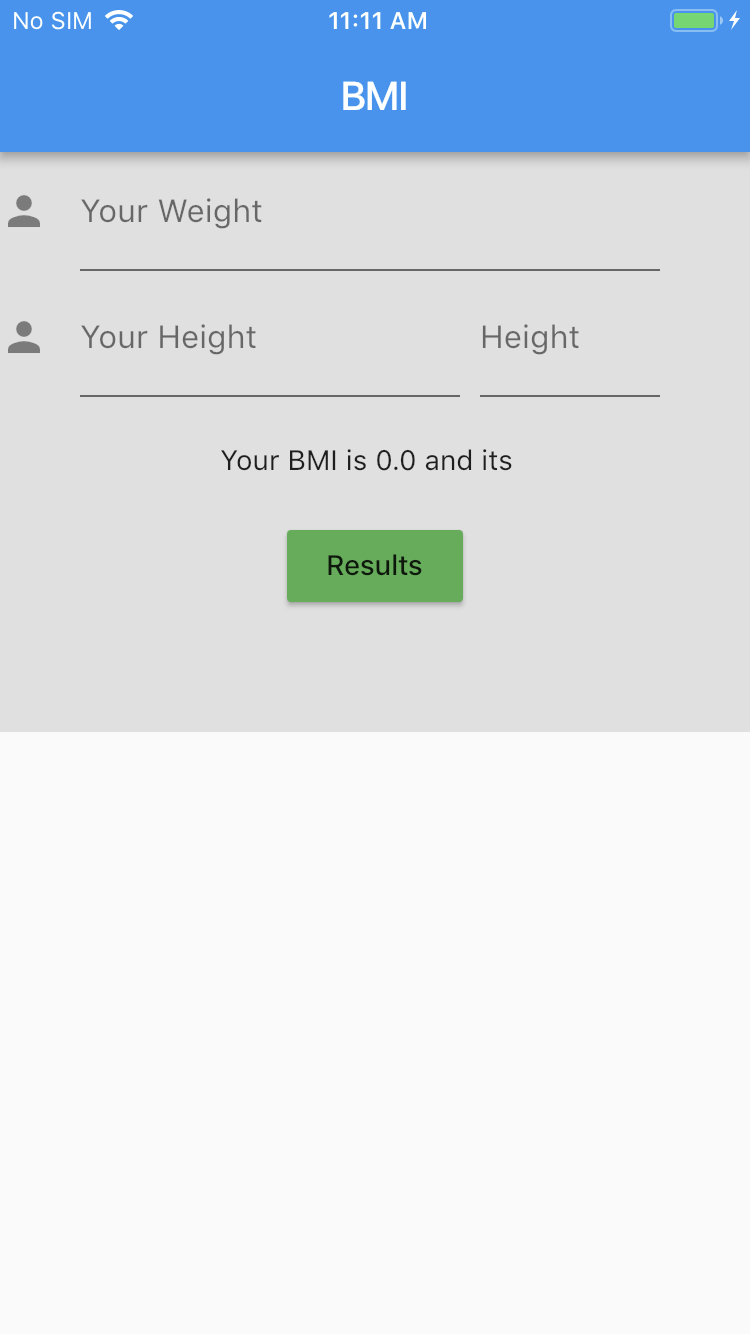 No SIM 11:11 AM
BMI
Your Weight
Your Height Height
Your BMI is 0.0 and its
Results